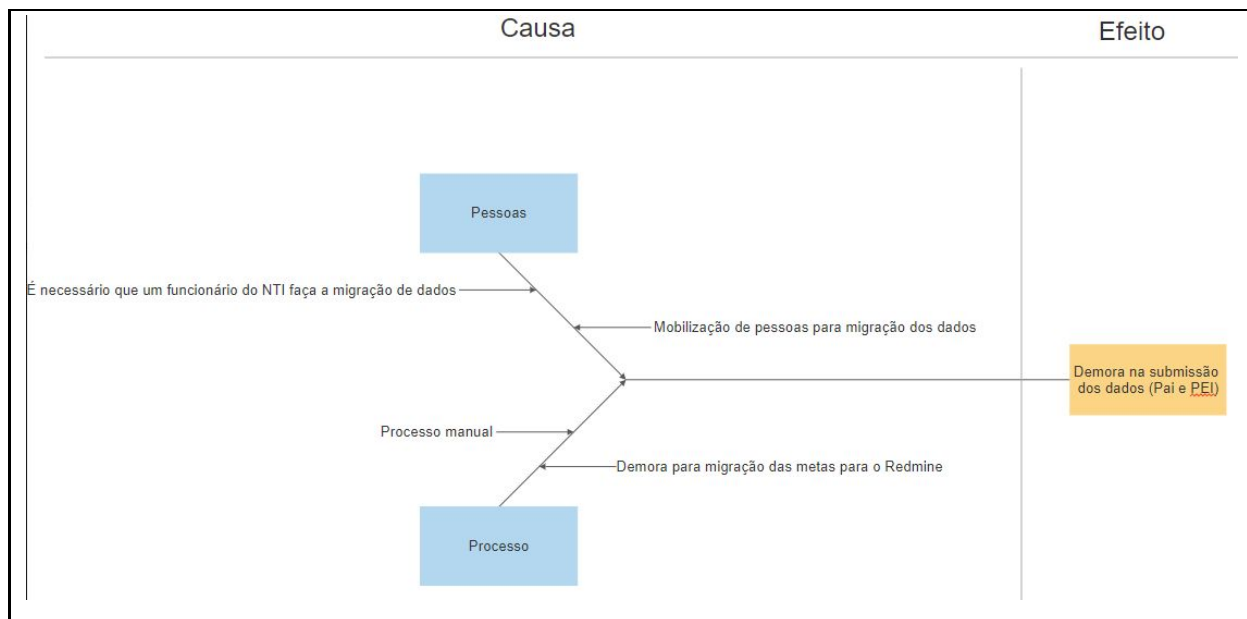 Causa
Efeito
Pessoas
É necessário que um funcionário do NTI faça a migração de dados
Mobilização de pessoas para migração dos dados
Demora na submissão
dos dados (Pai e PEI)
Processo manual
Demora para migração das metas para o Redmine
Processo